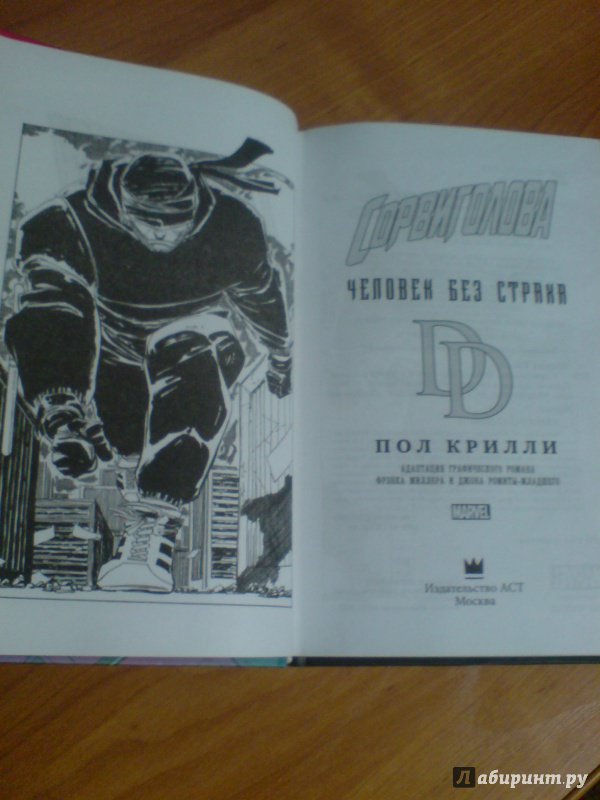 СОРВИГОЛОВА
ЧЕЛОВЕК БЕЗ СТРАХА
DD
ПОЛ КРИЛЛИ
АДАПТАЦИЯ ГРАФИЧЕСКОГО РОМАНА
ФРЭНКА МИЛЛЕРА И ДЖОНА РОМИТЫ-МЛАДШЕГО
MARVEL
Издательство АСТ
Москва
Лабиринт.ру